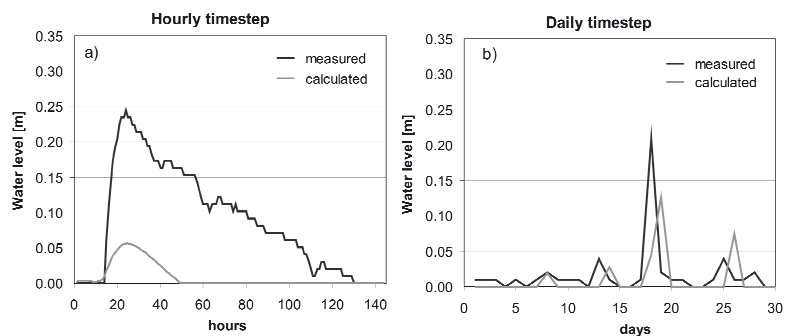 Hourly timestep
a)
measured
calculated
Water level [m]
0.35
0.30
0.25
0.20
0.15
0.10
0.05
0.00
0 20 40 60 80 100 120 140
hours
Daily timestep
b)
measured
calculated
Water level [m]
0.35
0.30
0.25
0.20
0.15
0.10
0.05
0.00
0 5 10 15 20 25 30
days